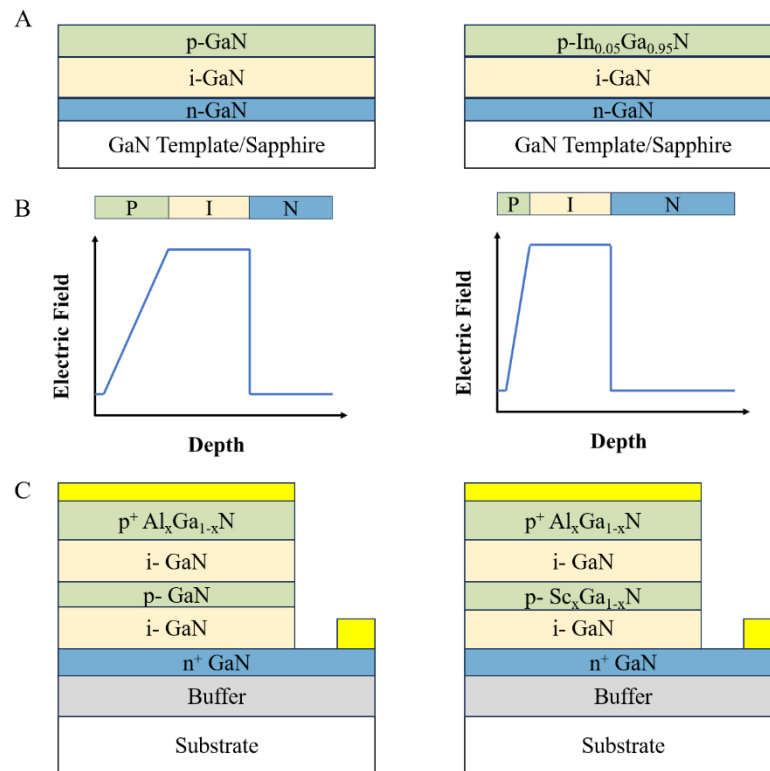 A
p-GaN
i-GaN
n-GaN
GaN Template/Sapphire
p-In₀.₀₅Ga₀.₉₅N
i-GaN
n-GaN
GaN Template/Sapphire
B
P I N
Electric Field
Depth
P I N
Electric Field
Depth
C
p⁺ AlₓGa₁₋ₓN
i- GaN
p- GaN
i- GaN
n⁺ GaN
Buffer
Substrate
p⁺ AlₓGa₁₋ₓN
i- GaN
p- ScₓGa₁₋ₓN
i- GaN
n⁺ GaN
Buffer
Substrate